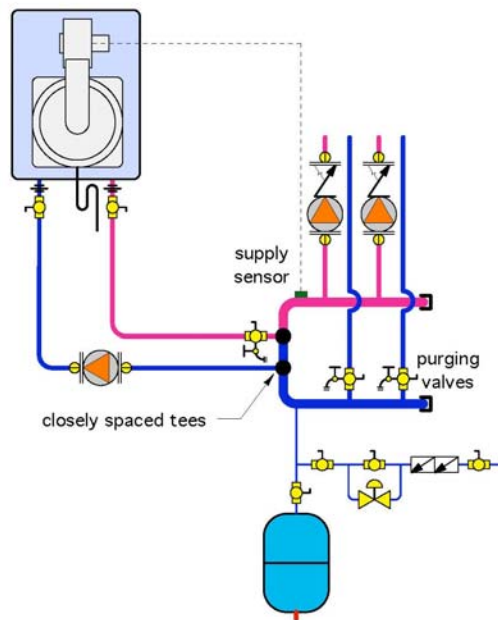 supply
sensor
purging
valves
closely spaced tees